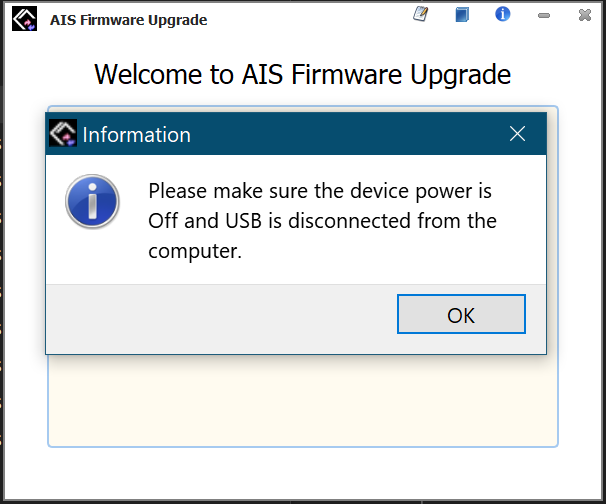 AIS Firmware Upgrade
Welcome to AIS Firmware Upgrade
Information
Please make sure the device power is
Off and USB is disconnected from the
computer.
OK